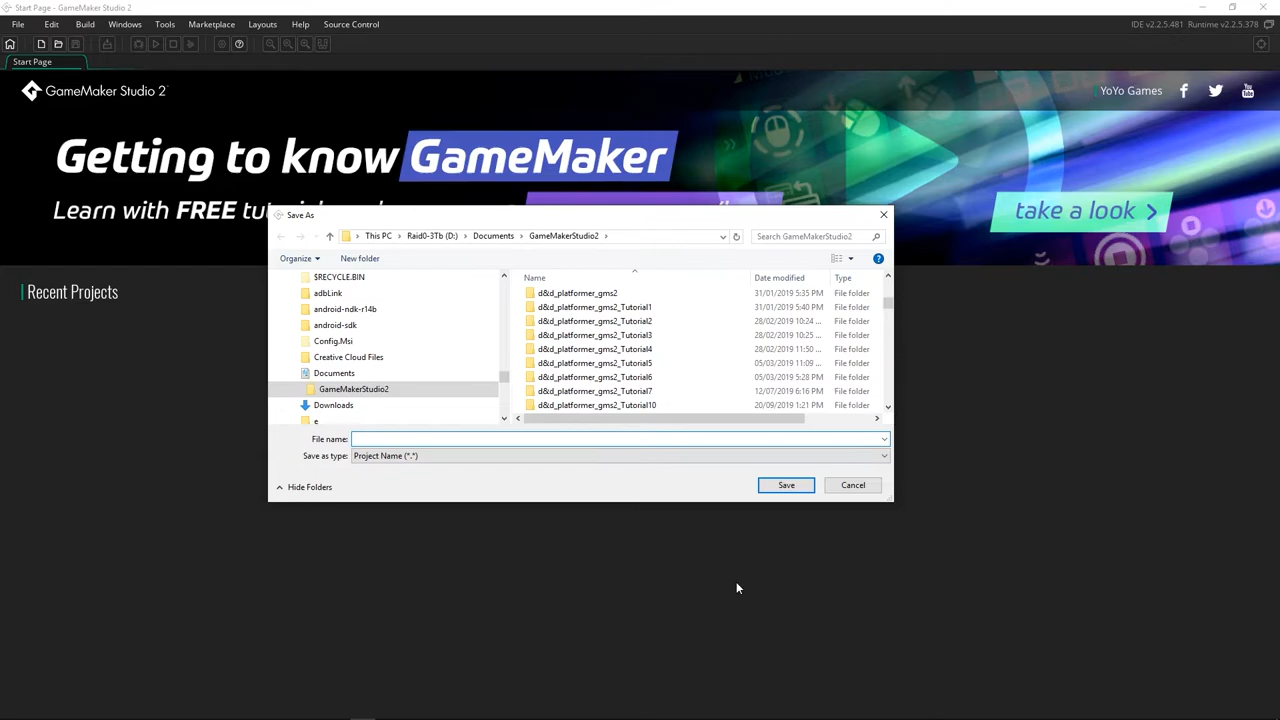 Start Page - GameMaker Studio 2
File Edit Build Windows Tools Marketplace Layouts Help Source Control
IDE v2.2.5.481 Runtime v2.2.5.378
Start Page
GameMaker Studio 2
YoYo Games
Getting to know GameMaker
Learn with FREE
take a look >
Save As
This PC > Raid0-3Tb (D:) > Documents > GameMakerStudio2 >
Search GameMakerStudio2
Organize New folder
$RECYCLE.BIN
adbLink
android-ndk-r14b
android-sdk
Config.Msi
Creative Cloud Files
Documents
GameMakerStudio2
Downloads
e
Name Date modified Type
d&d_platformer_gms2 31/01/2019 5:35 PM File folder
d&d_platformer_gms2_Tutorial1 31/01/2019 5:40 PM File folder
d&d_platformer_gms2_Tutorial2 28/02/2019 10:24 ... File folder
d&d_platformer_gms2_Tutorial3 28/02/2019 10:25 ... File folder
d&d_platformer_gms2_Tutorial4 28/02/2019 11:50 ... File folder
d&d_platformer_gms2_Tutorial5 05/03/2019 11:09 ... File folder
d&d_platformer_gms2_Tutorial6 05/03/2019 5:28 PM File folder
d&d_platformer_gms2_Tutorial7 12/07/2019 6:16 PM File folder
d&d_platformer_gms2_Tutorial10 20/09/2019 1:21 PM File folder
File name:
Save as type: Project Name (*.*)
Hide Folders
Save
Cancel
Recent Projects